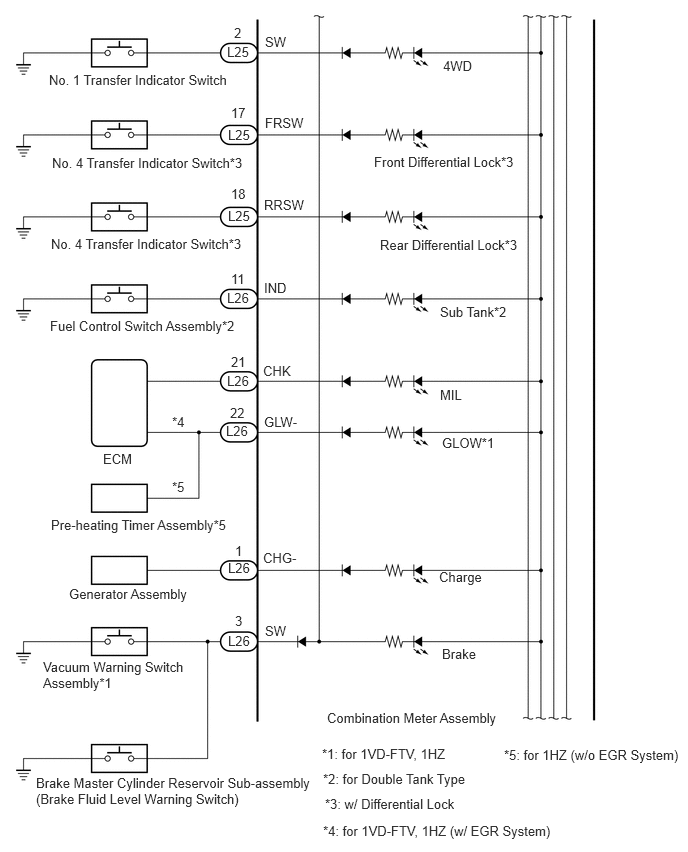 2
SW
L25
4WD
No. 1 Transfer Indicator Switch
17
FRSW
L25
No. 4 Transfer Indicator Switch*3
Front Differential Lock*3
18
RRSW
L25
No. 4 Transfer Indicator Switch*3
Rear Differential Lock*3
11
IND
L26
Sub Tank*2
Fuel Control Switch Assembly*2
21
CHK
L26
MIL
22
*4
GLW-
L26
GLOW*1
ECM
*5
Pre-heating Timer Assembly*5
1
CHG-
L26
Charge
Generator Assembly
3
SW
L26
Brake
Vacuum Warning Switch
Assembly*1
Combination Meter Assembly
*1: for 1VD-FTV, 1HZ
*5: for 1HZ (w/o EGR System)
*2: for Double Tank Type
Brake Master Cylinder Reservoir Sub-assembly
(Brake Fluid Level Warning Switch)
*3: w/ Differential Lock
*4: for 1VD-FTV, 1HZ (w/ EGR System)